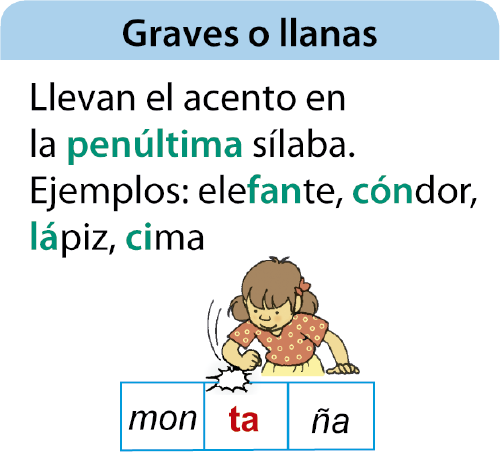 Graves o llanas
Llevan el acento en
la penúltima sílaba.
Ejemplos: elefante, cóndor,
lápiz, cima
mon ta ña